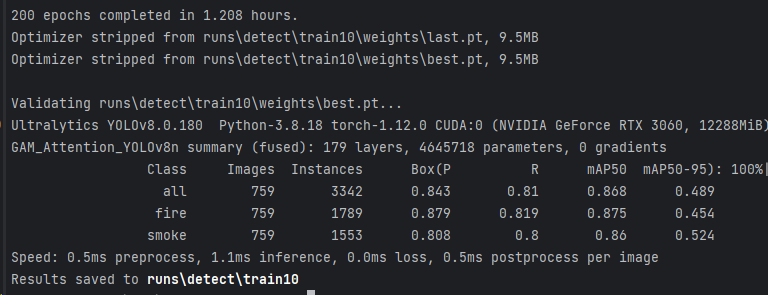 200 epochs completed in 1.208 hours.
Optimizer stripped from runs\detect\train10\weights\last.pt, 9.5MB
Optimizer stripped from runs\detect\train10\weights\best.pt, 9.5MB
Validating runs\detect\train10\weights\best.pt...
Ultralytics YOLOv8.0.180 Python-3.8.18 torch-1.12.0 CUDA:0 (NVIDIA GeForce RTX 3060, 12288MiB)
GAM_Attention_YOLOv8n summary (fused): 179 layers, 4645718 parameters, 0 gradients
Class Images Instances Box(P R mAP50 mAP50-95): 100%|
all 759 3342 0.843 0.81 0.868 0.489
fire 759 1789 0.879 0.819 0.875 0.454
smoke 759 1553 0.808 0.8 0.86 0.524
Speed: 0.5ms preprocess, 1.1ms inference, 0.0ms loss, 0.5ms postprocess per image
Results saved to runs\detect\train10